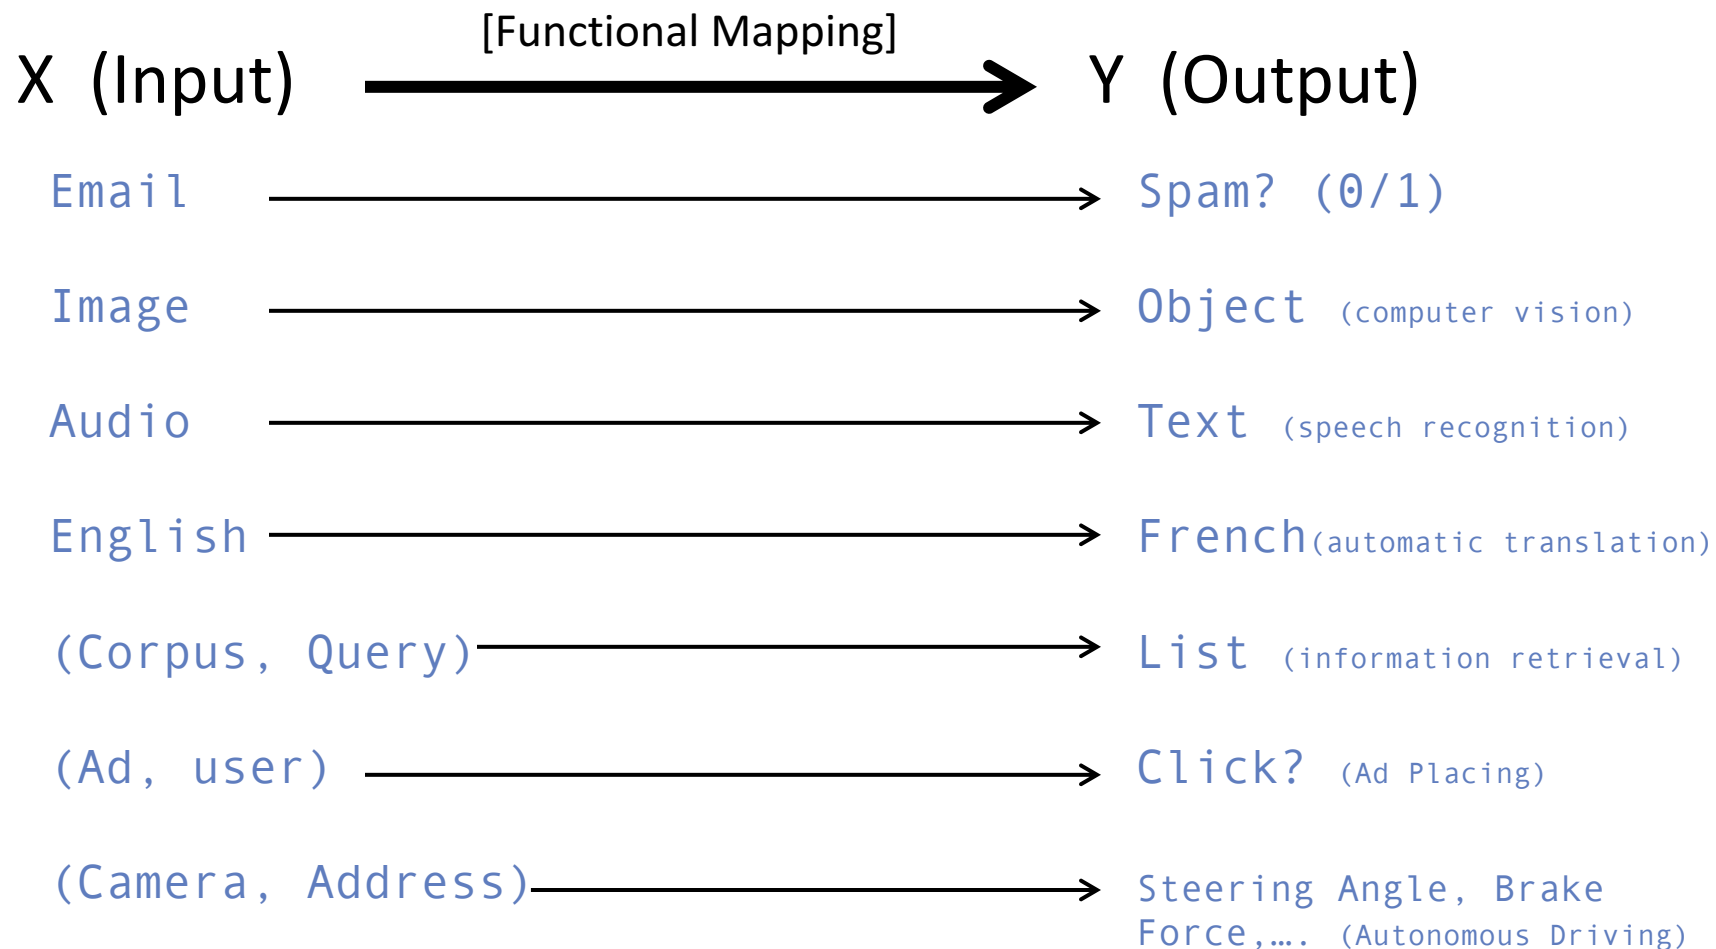 [Functional Mapping]
X (Input) Y (Output)
Email Spam? (0/1)
Image Object (computer vision)
Audio Text (speech recognition)
English French(automatic translation)
(Corpus, Query) List (information retrieval)
(Ad, user) Click? (Ad Placing)
(Camera, Address) Steering Angle, Brake
Force,…. (Autonomous Driving)